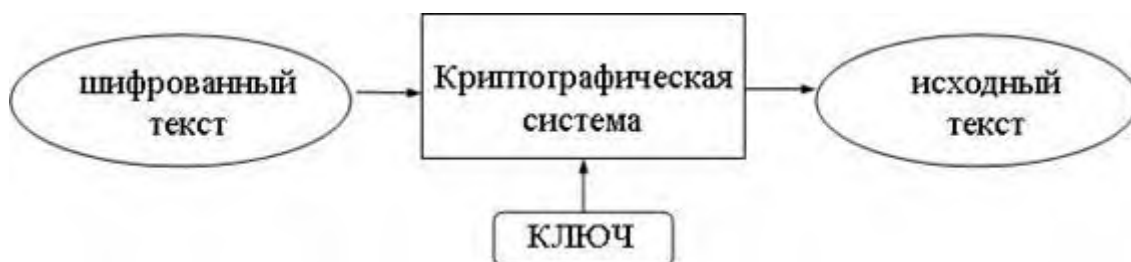 шифрованный
текст
Криптографическая
система
исходный
текст
КЛЮЧ